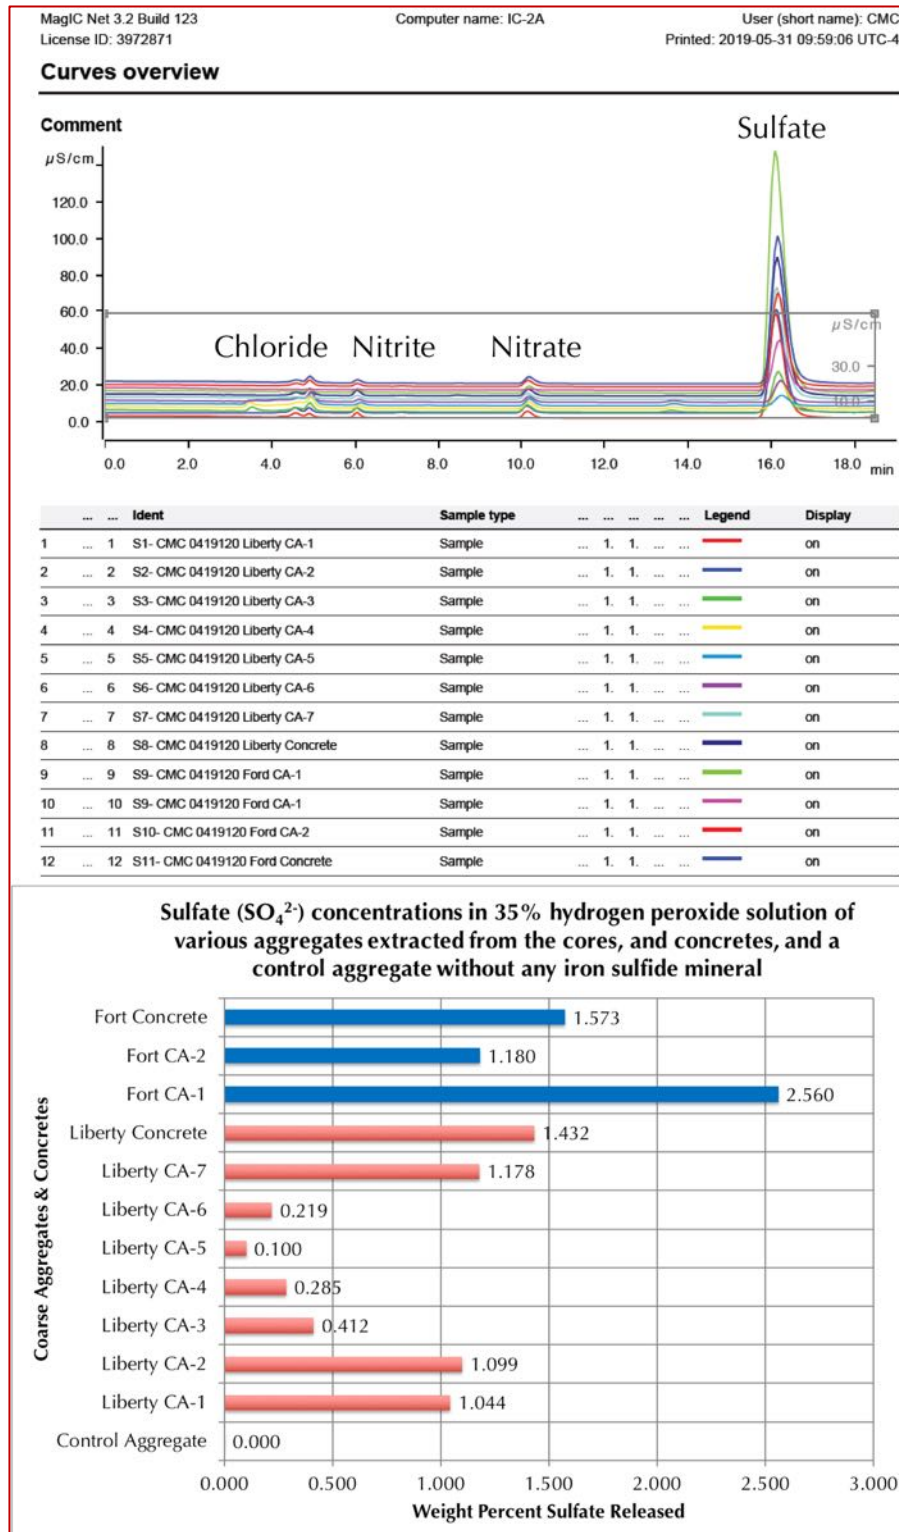 MagIC Net 3.2 Build 123 Computer name: IC-2A User (short name): CMC
License ID: 3972871 Printed: 2019-05-31 09:59:06 UTC-4
Curves overview
Comment
Sulfate
µS/cm
120.0
100.0
80.0
60.0
µS/cm
40.0
Chloride Nitrite Nitrate
30.0
20.0
10.0
0.0
0.0 2.0 4.0 6.0 8.0 10.0 12.0 14.0 16.0 18.0 min
... ... Ident Sample type ... ... ... ... ... Legend Display
1 ... 1 S1- CMC 0419120 Liberty CA-1 Sample ... 1. 1. ... ... on
2 ... 2 S2- CMC 0419120 Liberty CA-2 Sample ... 1. 1. ... ... on
3 ... 3 S3- CMC 0419120 Liberty CA-3 Sample ... 1. 1. ... ... on
4 ... 4 S4- CMC 0419120 Liberty CA-4 Sample ... 1. 1. ... ... on
5 ... 5 S5- CMC 0419120 Liberty CA-5 Sample ... 1. 1. ... ... on
6 ... 6 S6- CMC 0419120 Liberty CA-6 Sample ... 1. 1. ... ... on
7 ... 7 S7- CMC 0419120 Liberty CA-7 Sample ... 1. 1. ... ... on
8 ... 8 S8- CMC 0419120 Liberty Concrete Sample ... 1. 1. ... ... on
9 ... 9 S9- CMC 0419120 Ford CA-1 Sample ... 1. 1. ... ... on
10 ... 10 S9- CMC 0419120 Ford CA-1 Sample ... 1. 1. ... ... on
11 ... 11 S10- CMC 0419120 Ford CA-2 Sample ... 1. 1. ... ... on
12 ... 12 S11- CMC 0419120 Ford Concrete Sample ... 1. 1. ... ... on
Sulfate (SO₄²⁻) concentrations in 35% hydrogen peroxide solution of
various aggregates extracted from the cores, and concretes, and a
control aggregate without any iron sulfide mineral
Coarse Aggregates & Concretes
Fort Concrete 1.573
Fort CA-2 1.180
Fort CA-1 2.560
Liberty Concrete 1.432
Liberty CA-7 1.178
Liberty CA-6 0.219
Liberty CA-5 0.100
Liberty CA-4 0.285
Liberty CA-3 0.412
Liberty CA-2 1.099
Liberty CA-1 1.044
Control Aggregate 0.000
0.000 0.500 1.000 1.500 2.000 2.500 3.000
Weight Percent Sulfate Released